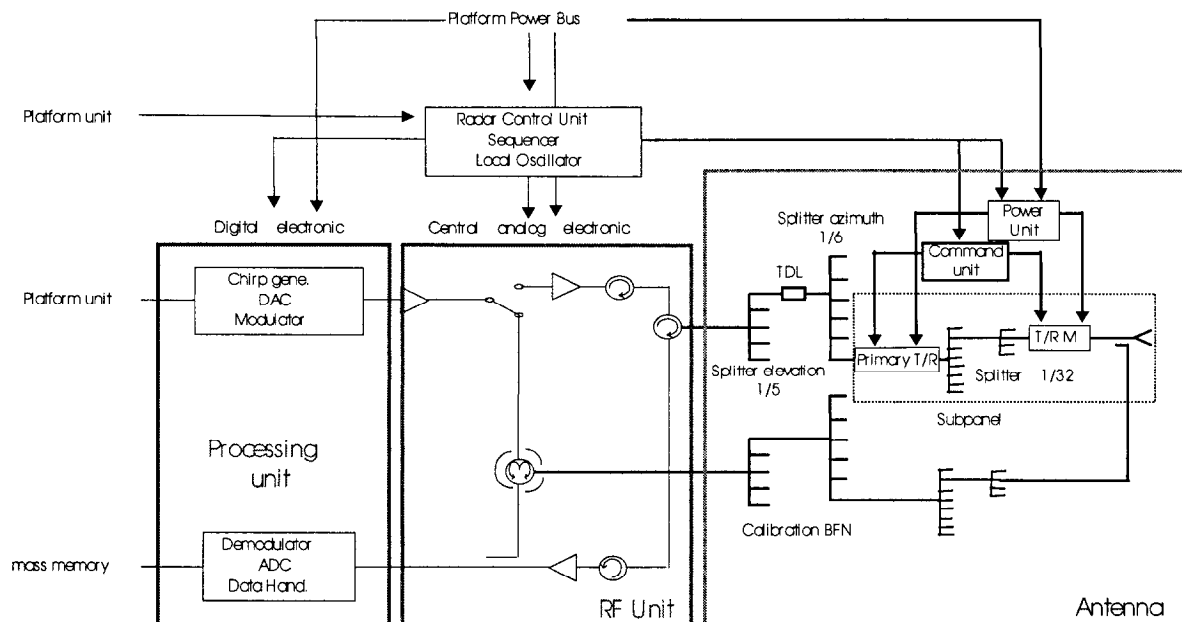 Platform Power Bus
Platform unit
Radar Control Unit
Sequencer
Local Oscillator
Digital electronic
Central analog electronic
Splitter azimuth
1/6
Power
Unit
Command
unit
TDL
Platform unit
Chirp gene.
DAC
Modulator
T/R M
Primary T/R
Splitter elevation
1/5
Splitter 1/32
Subpanel
Processing
unit
Calibration BFN
mass memory
Demodulator
ADC
Data Hand.
RF Unit
Antenna